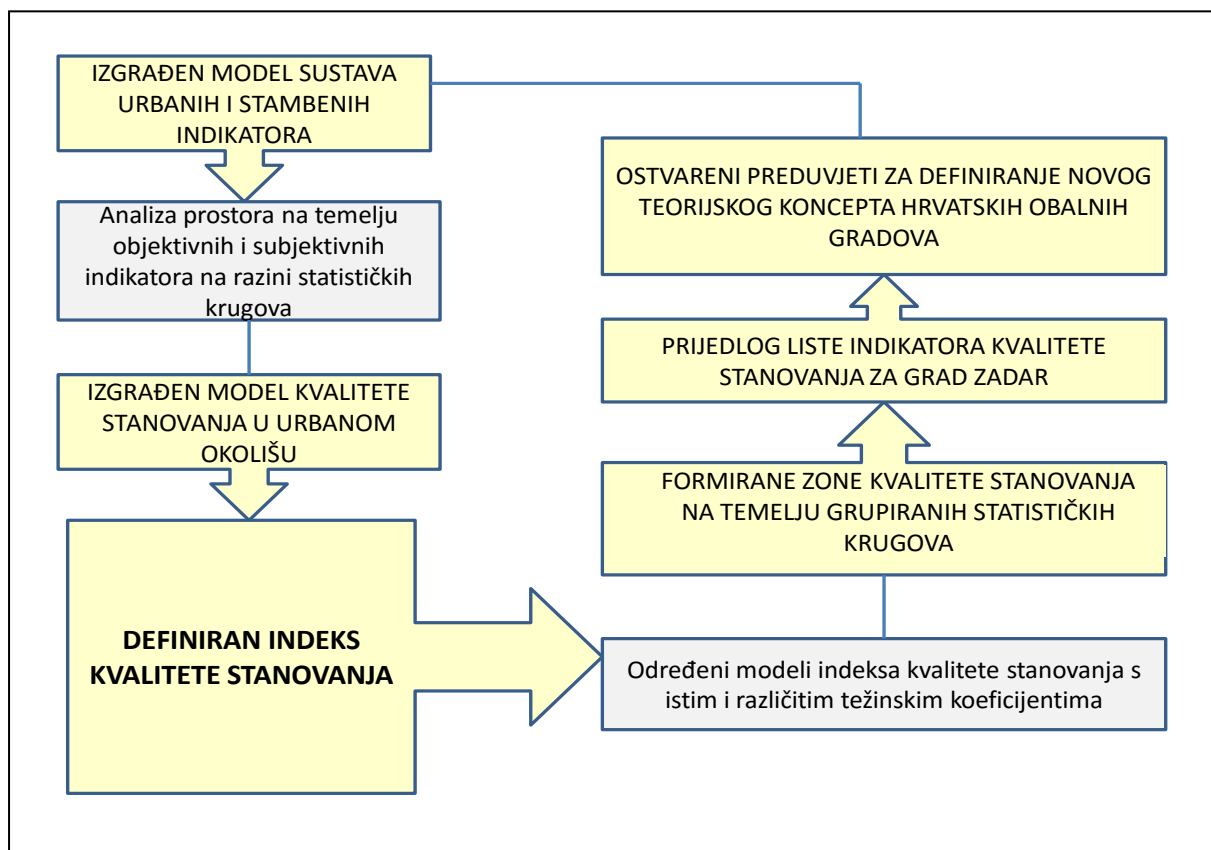 IZGRAĐEN MODEL SUSTAVA
URBANIH I STAMBENIH
INDIKATORA
Analiza prostora na temelju
objektivnih i subjektivnih
indikatora na razini statističkih
krugova
IZGRAĐEN MODEL KVALITETE
STANOVANJA U URBANOM
OKOLIŠU
DEFINIRAN INDEKS
KVALITETE STANOVANJA
OSTVARENI PREDUVJETI ZA DEFINIRANJE NOVOG
TEORIJSKOG KONCEPTA HRVATSKIH OBALNIH
GRADOVA
PRIJEDLOG LISTE INDIKATORA KVALITETE
STANOVANJA ZA GRAD ZADAR
FORMIRANE ZONE KVALITETE STANOVANJA
NA TEMELJU GRUPIRANIH STATISTIČKIH
KRUGOVA
Određeni modeli indeksa kvalitete stanovanja s
istim i različitim težinskim koeficijentima